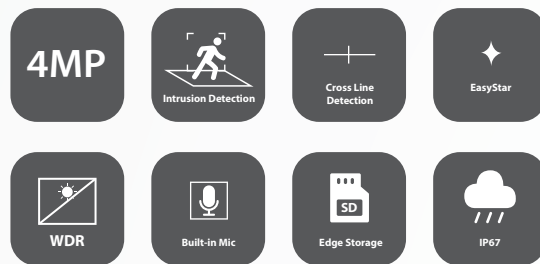 4MP
Intrusion Detection
Cross Line
Detection
EasyStar
WDR
Built-in Mic
SD
Edge Storage
IP67